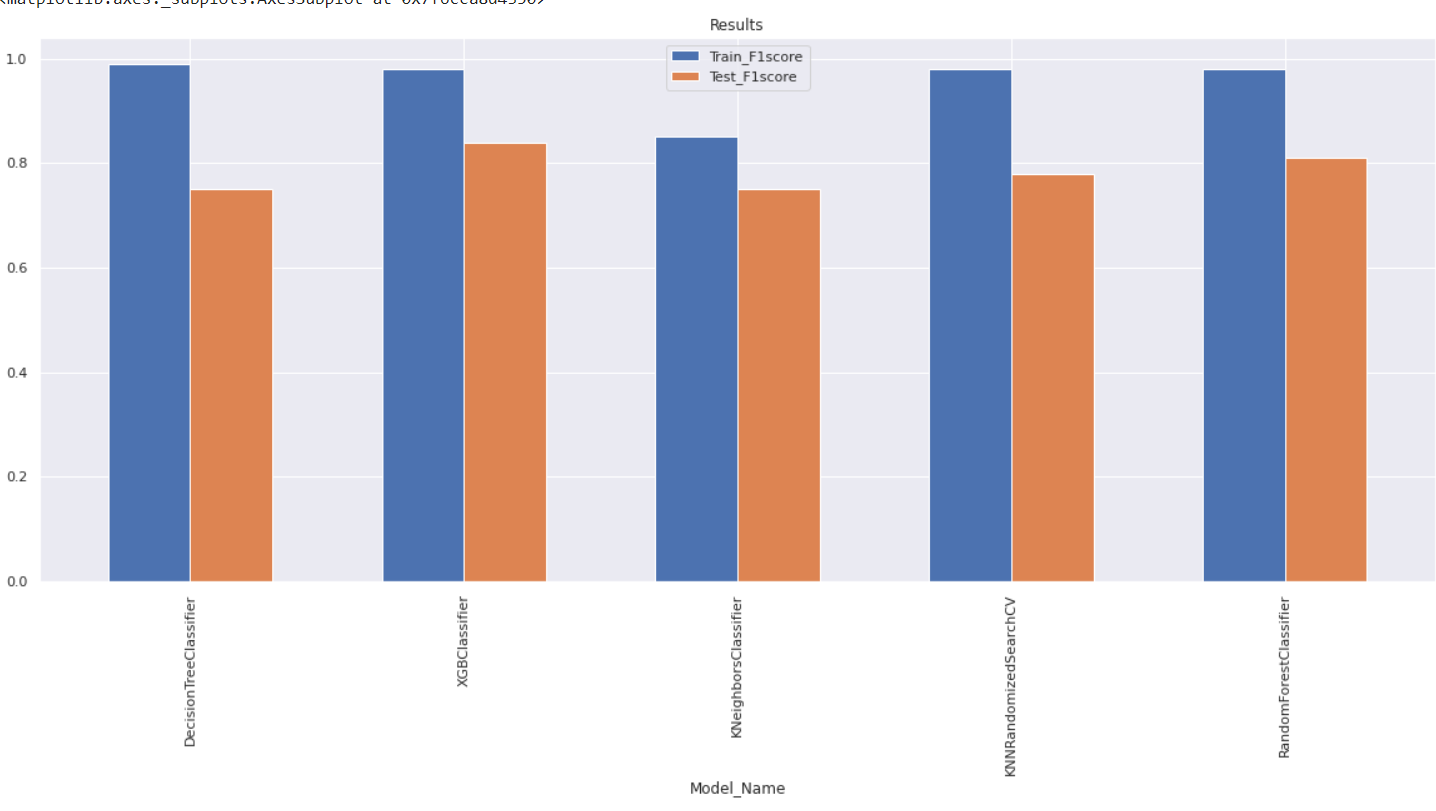 Results
Train_F1score
Test_F1score
1.0
0.8
0.6
0.4
0.2
0.0
DecisionTreeClassifier
XGBClassifier
KNeighborsClassifier
KNNRandomizedSearchCV
RandomForestClassifier
Model_Name